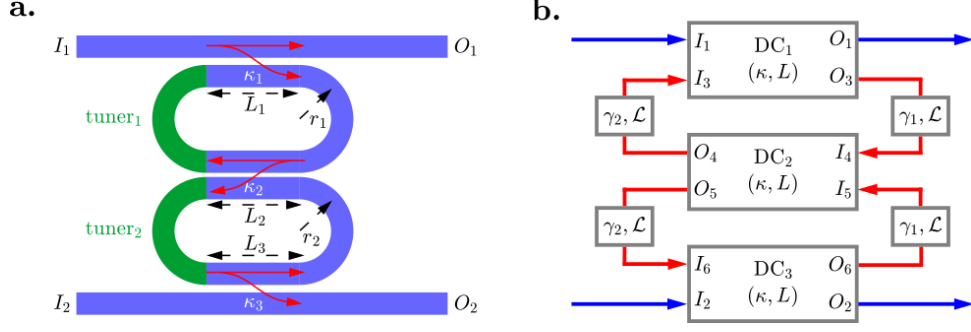 a.
I₁ O₁
κ₁
L₁
r₁
tuner₁
κ₂
L₂
r₂
tuner₂
L₃
I₂ κ₃ O₂
b.
I₁ DC₁ O₁
I₃ (κ, L) O₃
γ₂, ℒ γ₁, ℒ
O₄ DC₂ I₄
O₅ (κ, L) I₅
γ₂, ℒ γ₁, ℒ
I₆ DC₃ O₆
I₂ (κ, L) O₂